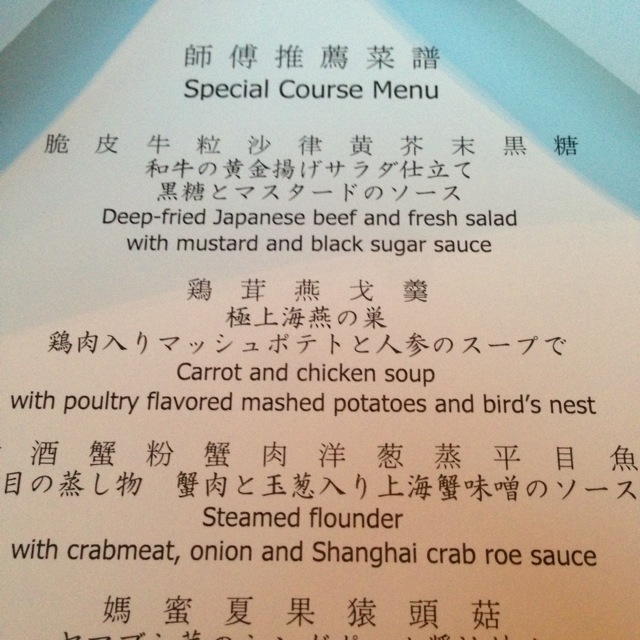 師傅推薦菜譜
Special Course Menu
脆皮牛粒沙律黄芥末黒糖
和牛の黄金揚げサラダ仕立て
黒糖とマスタードのソース
Deep-fried Japanese beef and fresh salad
with mustard and black sugar sauce
鶏茸燕戈羹
極上海燕の巣
鶏肉入りマッシュポテトと人参のスープで
Carrot and chicken soup
with poultry flavored mashed potatoes and bird's nest
酒蟹粉蟹肉洋葱蒸平目魚
目の蒸し物 蟹肉と玉葱入り上海蟹味噌のソース
Steamed flounder
with crabmeat, onion and Shanghai crab roe sauce
媽蜜夏果猿頭菇